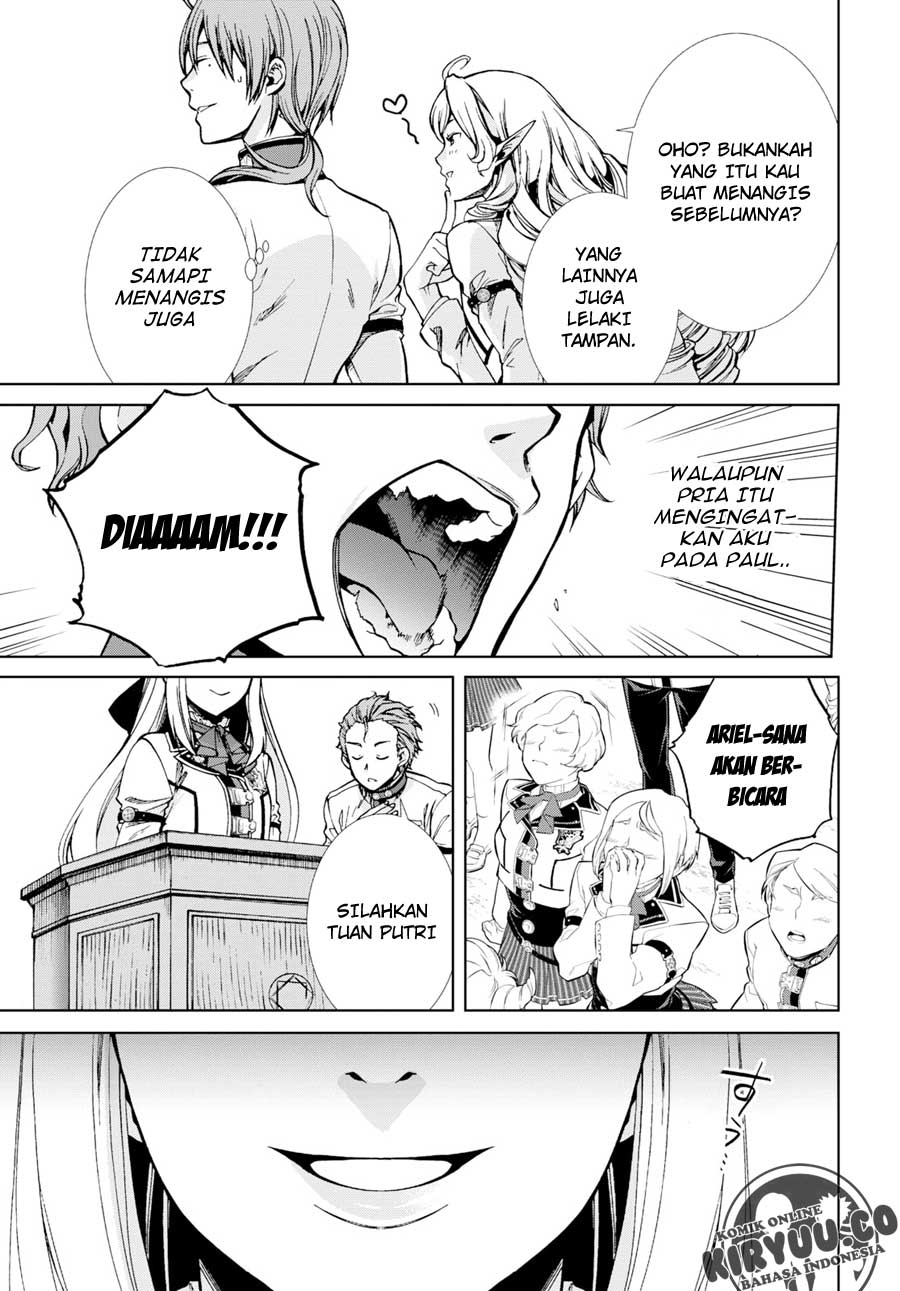 OHO? BUKANKAH
YANG ITU KAU
BUAT MENANGIS
SEBELUMNYA?
YANG
LAINNYA
JUGA
LELAKI
TAMPAN.
TIDAK
SAMAPI
MENANGIS
JUGA
WALAUPUN
PRIA ITU
MENGINGAT-
KAN AKU
PADA PAUL..
DIAAAAM!!!
ARIEL-SANA
AKAN BER-
BICARA
SILAHKAN
TUAN PUTRI
すぅ
KOMIK ONLINE
KIRYUU.CO
BAHASA INDONESIA